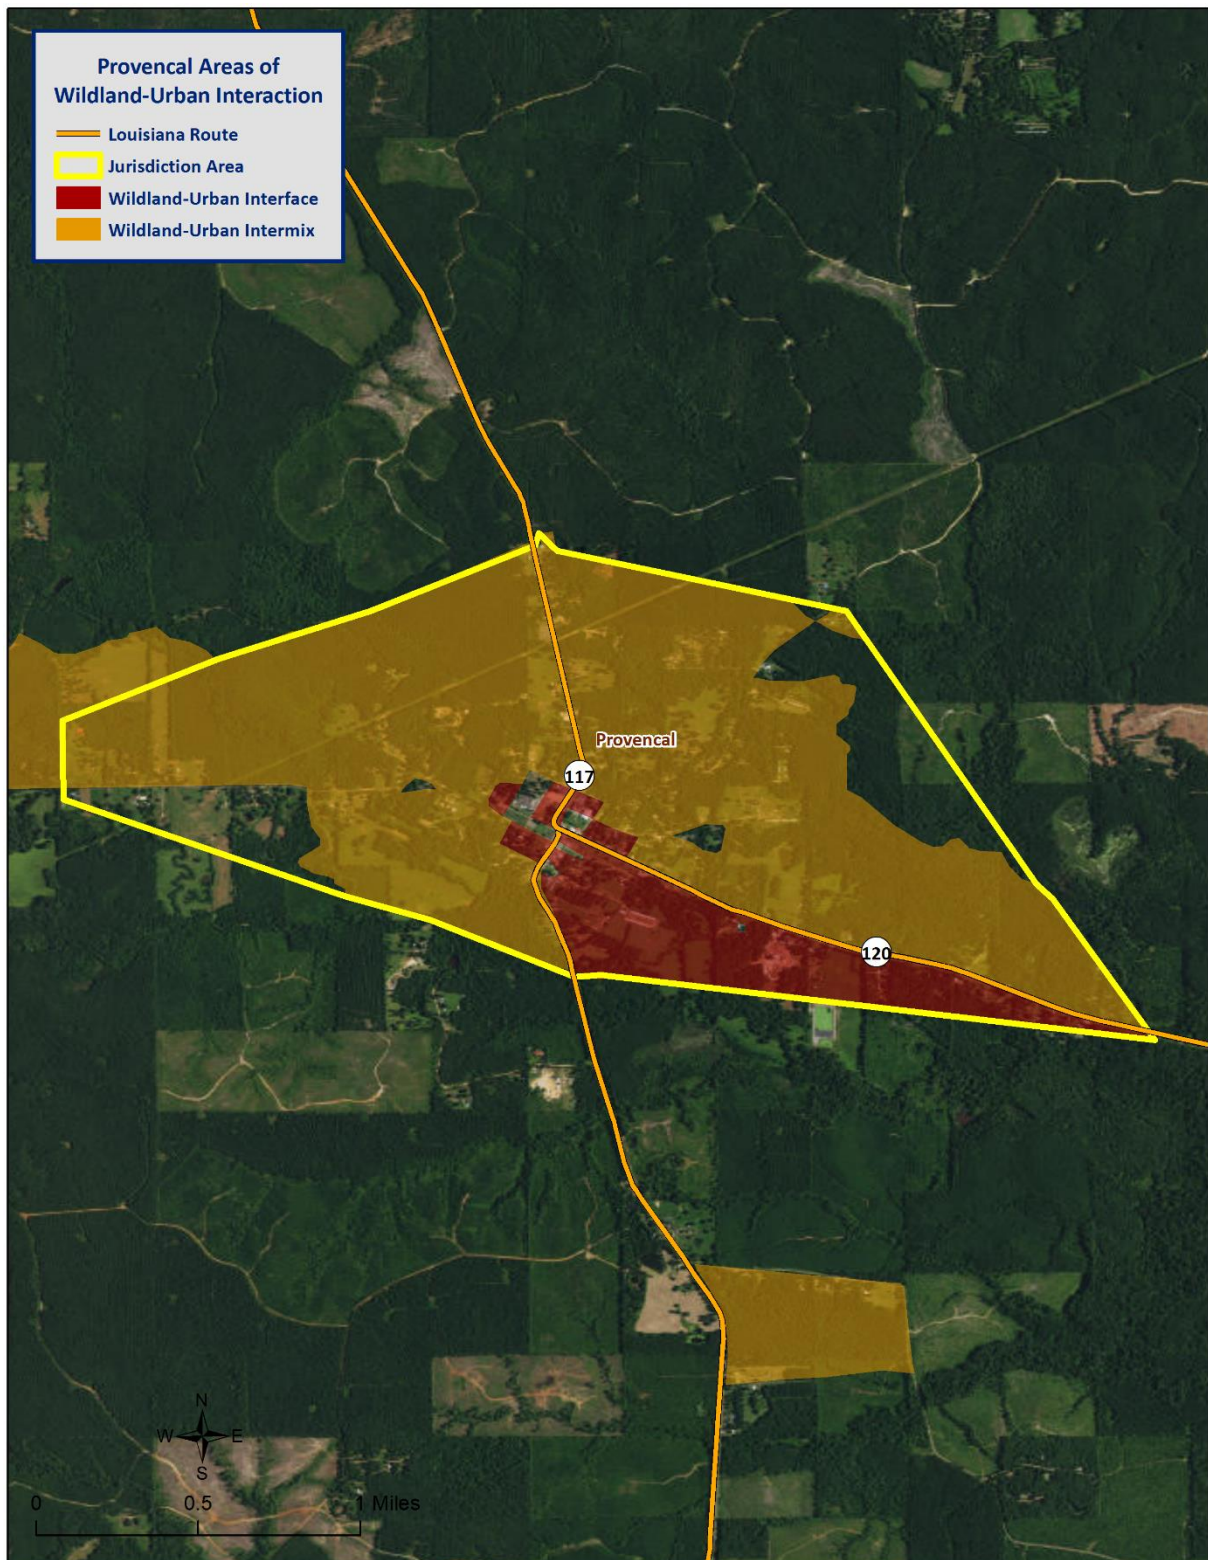 Provencal Areas of
Wildland-Urban Interaction
Louisiana Route
Jurisdiction Area
Wildland-Urban Interface
Wildland-Urban Intermix
Provencal
117
120
N
W E
S
0 0.5 1 Miles